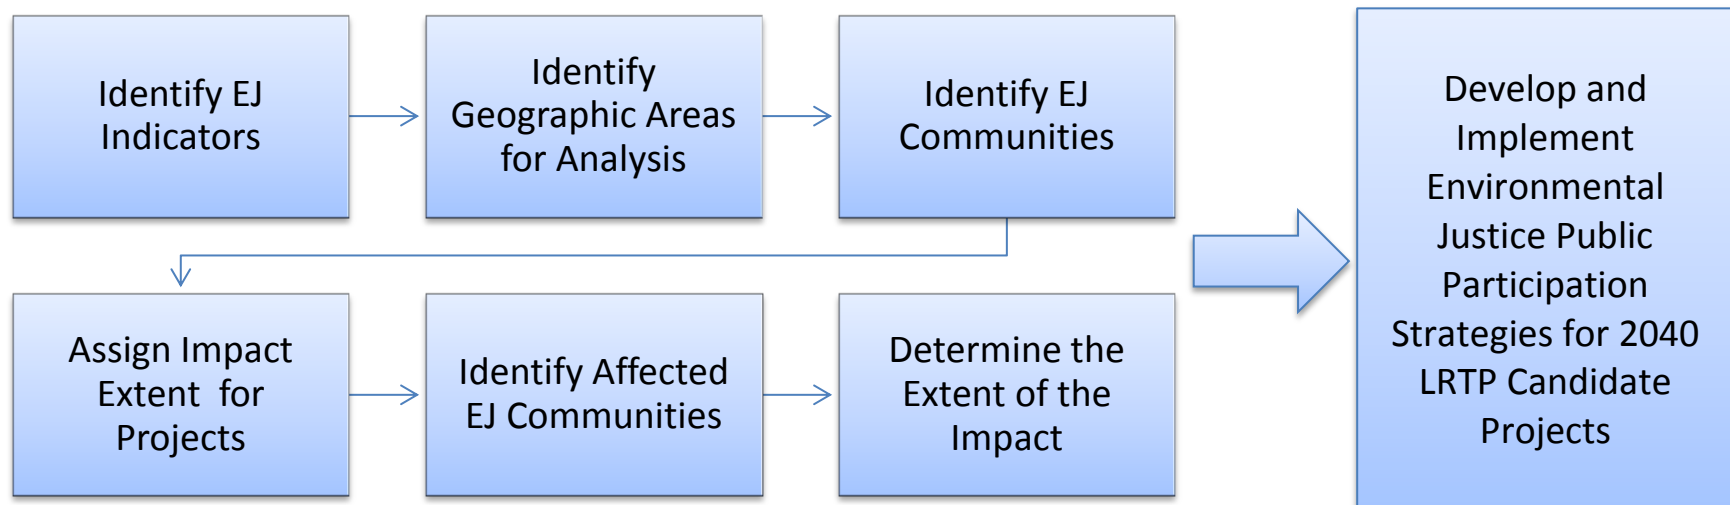 Identify EJ
Indicators
Identify
Geographic Areas
for Analysis
Identify EJ
Communities
Assign Impact
Extent for
Projects
Identify Affected
EJ Communities
Determine the
Extent of the
Impact
Develop and
Implement
Environmental
Justice Public
Participation
Strategies for 2040
LRTP Candidate
Projects